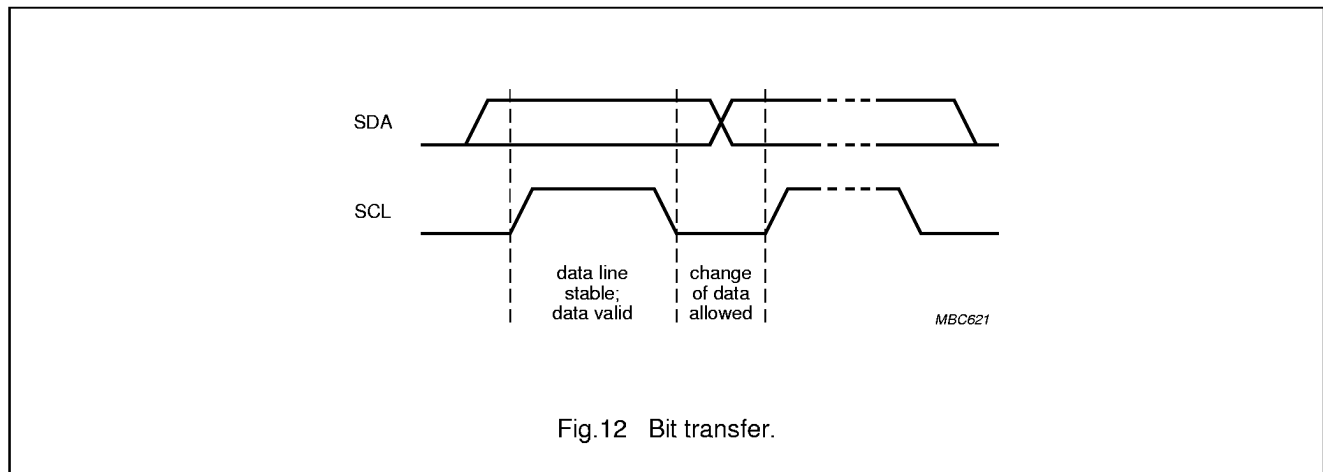 SDA
SCL
data line
stable;
data valid
change
of data
allowed
MBC621
Fig.12 Bit transfer.